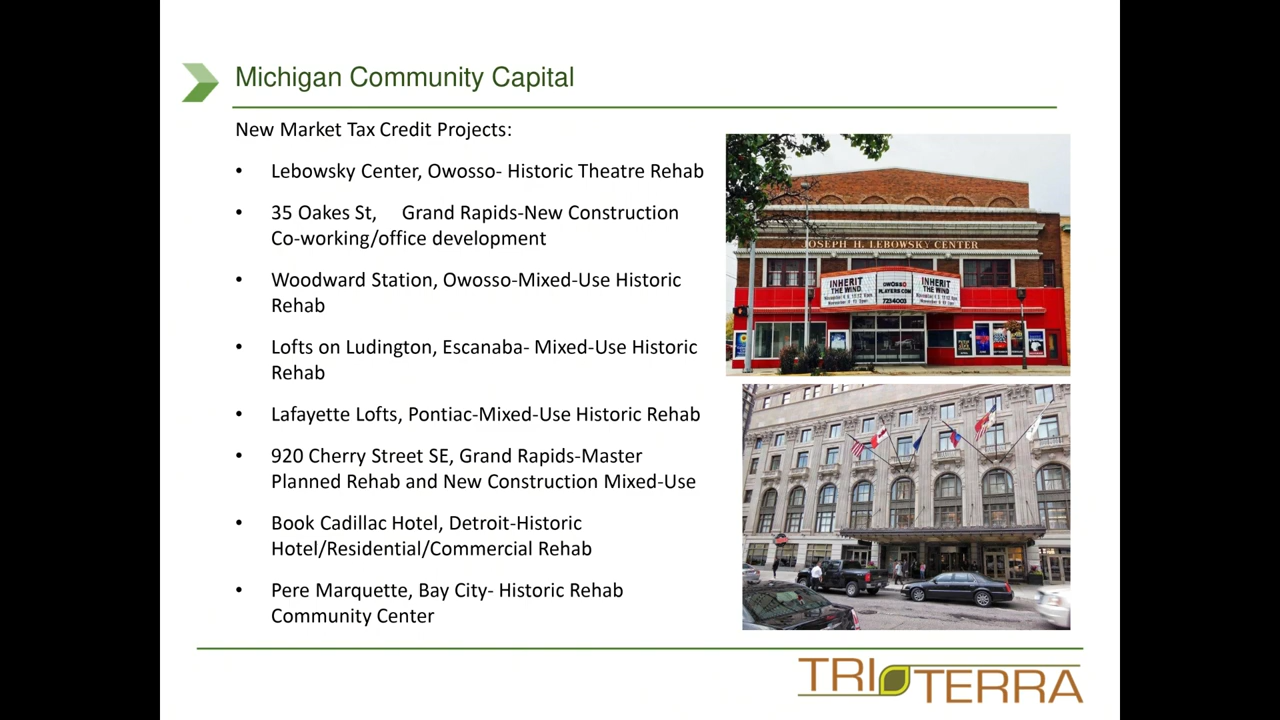 Michigan Community Capital
New Market Tax Credit Projects:
• Lebowsky Center, Owosso- Historic Theatre Rehab
• 35 Oakes St, Grand Rapids-New Construction
Co-working/office development
• Woodward Station, Owosso-Mixed-Use Historic
Rehab
• Lofts on Ludington, Escanaba- Mixed-Use Historic
Rehab
• Lafayette Lofts, Pontiac-Mixed-Use Historic Rehab
• 920 Cherry Street SE, Grand Rapids-Master
Planned Rehab and New Construction Mixed-Use
• Book Cadillac Hotel, Detroit-Historic
Hotel/Residential/Commercial Rehab
• Pere Marquette, Bay City- Historic Rehab
Community Center
JOSEPH H. LEBOWSKY CENTER
INHERIT
THE WIND
OWOSSO
PLAYERS.COM
7234003
INHERIT
THE WIND
TRI TERRA